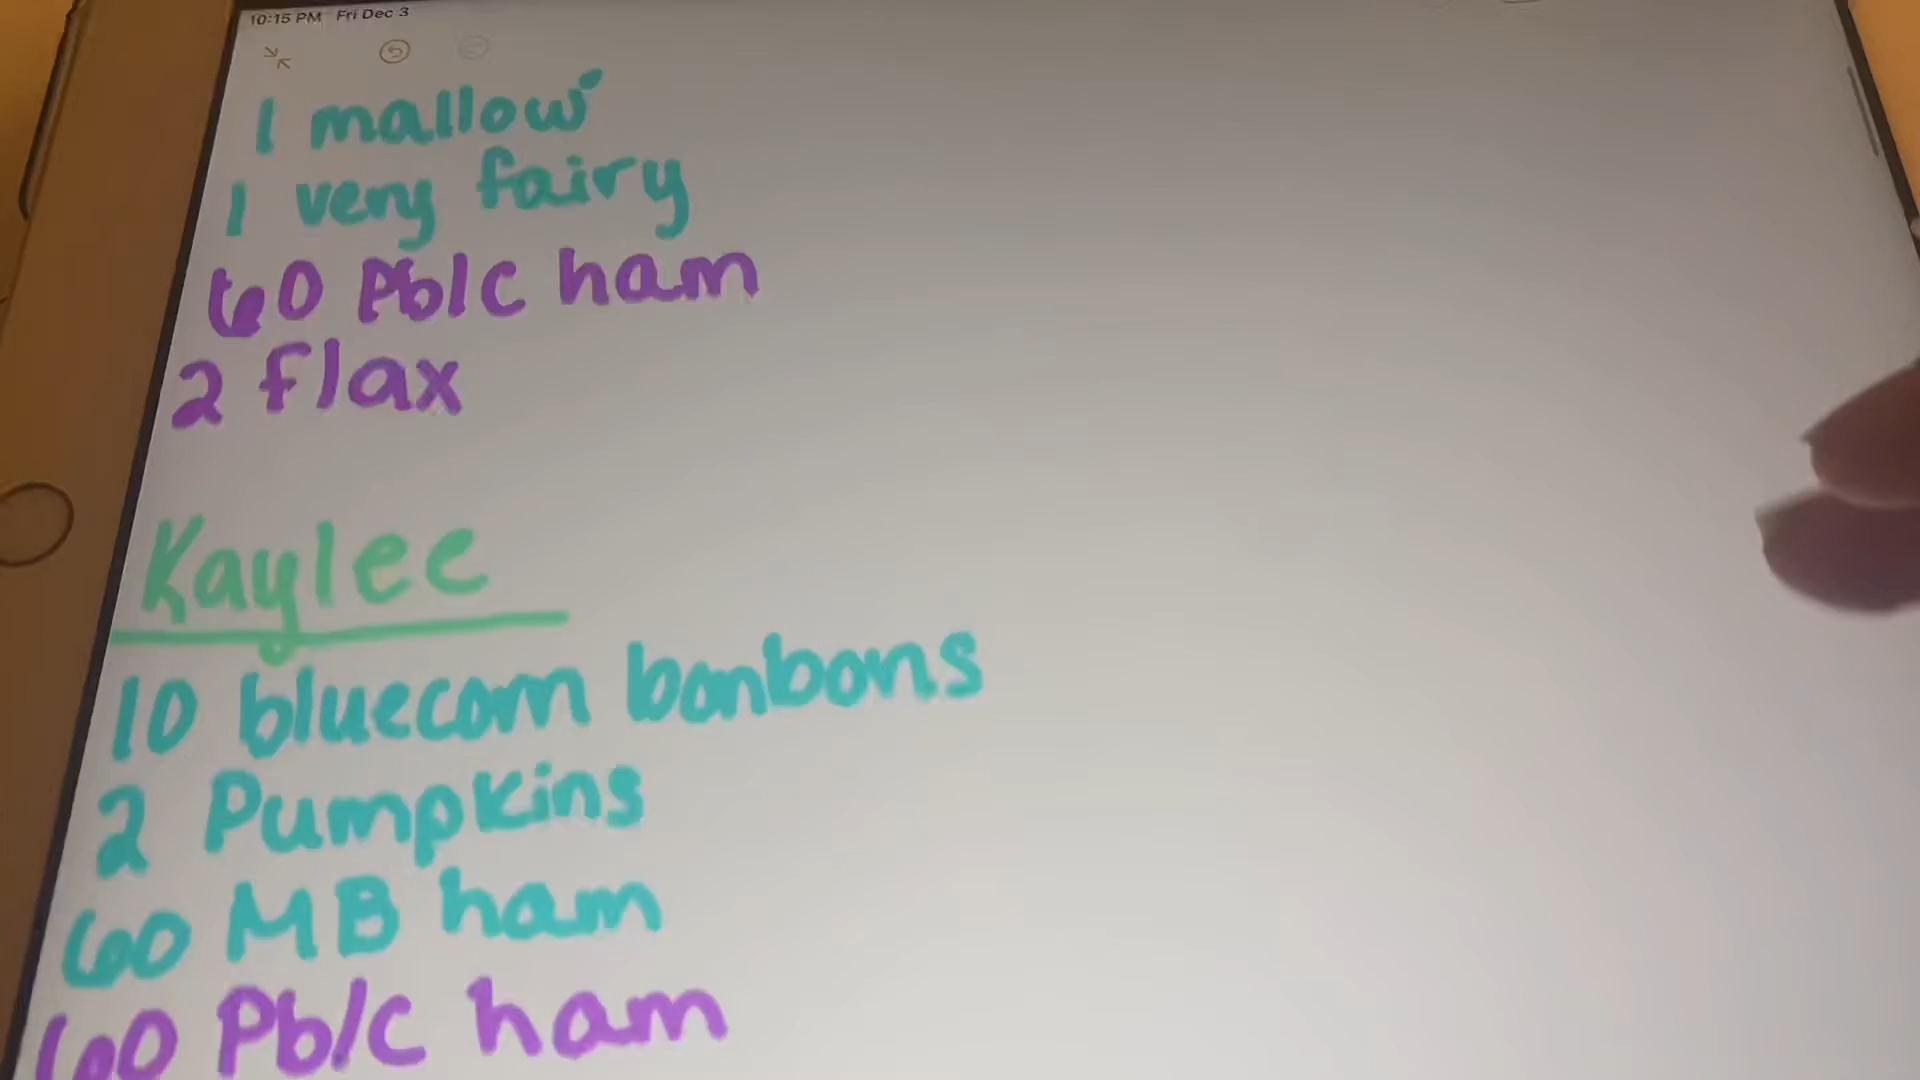 10:15 PM Fri Dec 3
1 mallow
1 very fairy
60 Pb/c ham
2 flax
Kaylee
10 bluecorn bonbons
2 Pumpkins
60 MB ham
60 Pb/c ham